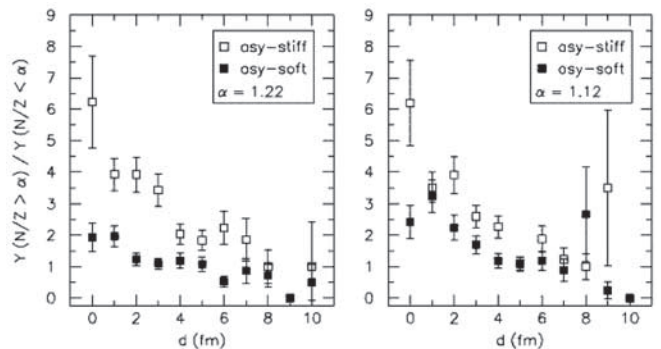 Y (N/Z > α) / Y (N/Z < α)
9
8
7
6
5
4
3
2
1
0
asy-stiff
asy-soft
α = 1.22
0 2 4 6 8 10
d (fm)
9
8
7
6
5
4
3
2
1
0
asy-stiff
asy-soft
α = 1.12
0 2 4 6 8 10
d (fm)